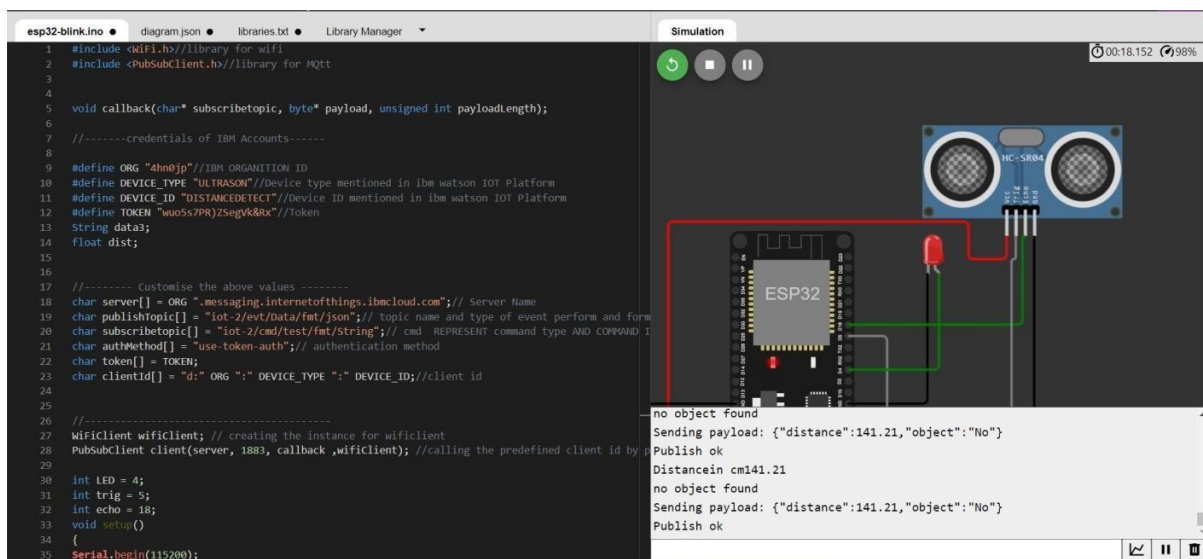 esp32-blink.ino ● diagram.json ● libraries.txt ● Library Manager
1 #include <WiFi.h>//library for wifi
2 #include <PubSubClient.h>//library for MQtt
3
4
5 void callback(char* subscribetopic, byte* payload, unsigned int payloadLength);
6
7 //-------credentials of IBM Accounts------
8
9 #define ORG "4hn0jp"//IBM ORGANITION ID
10 #define DEVICE_TYPE "ULTRASON"//Device type mentioned in ibm watson IOT Platform
11 #define DEVICE_ID "DISTANCEDETECT"//Device ID mentioned in ibm watson IOT Platform
12 #define TOKEN "wuo5s7PR)ZSegVk&Rx"//Token
13 String data3;
14 float dist;
15
16
17 //-------- Customise the above values --------
18 char server[] = ORG ".messaging.internetofthings.ibmcloud.com";// Server Name
19 char publishTopic[] = "iot-2/evt/Data/fmt/json";// topic name and type of event perform and form
20 char subscribetopic[] = "iot-2/cmd/test/fmt/String";// cmd REPRESENT command type AND COMMAND I
21 char authMethod[] = "use-token-auth";// authentication method
22 char token[] = TOKEN;
23 char clientId[] = "d:" ORG ":" DEVICE_TYPE ":" DEVICE_ID;//client id
24
25
26 //-----------------------------------------
27 WiFiClient wifiClient; // creating the instance for wificlient
28 PubSubClient client(server, 1883, callback ,wifiClient); //calling the predefined client id by p
29
30 int LED = 4;
31 int trig = 5;
32 int echo = 18;
33 void setup()
34 {
35 Serial.begin(115200);
Simulation
00:18.152 98%
HC-SR04
Vcc
Trig
Echo
Gnd
ESP32
no object found
Sending payload: {"distance":141.21,"object":"No"}
Publish ok
Distancein cm141.21
no object found
Sending payload: {"distance":141.21,"object":"No"}
Publish ok